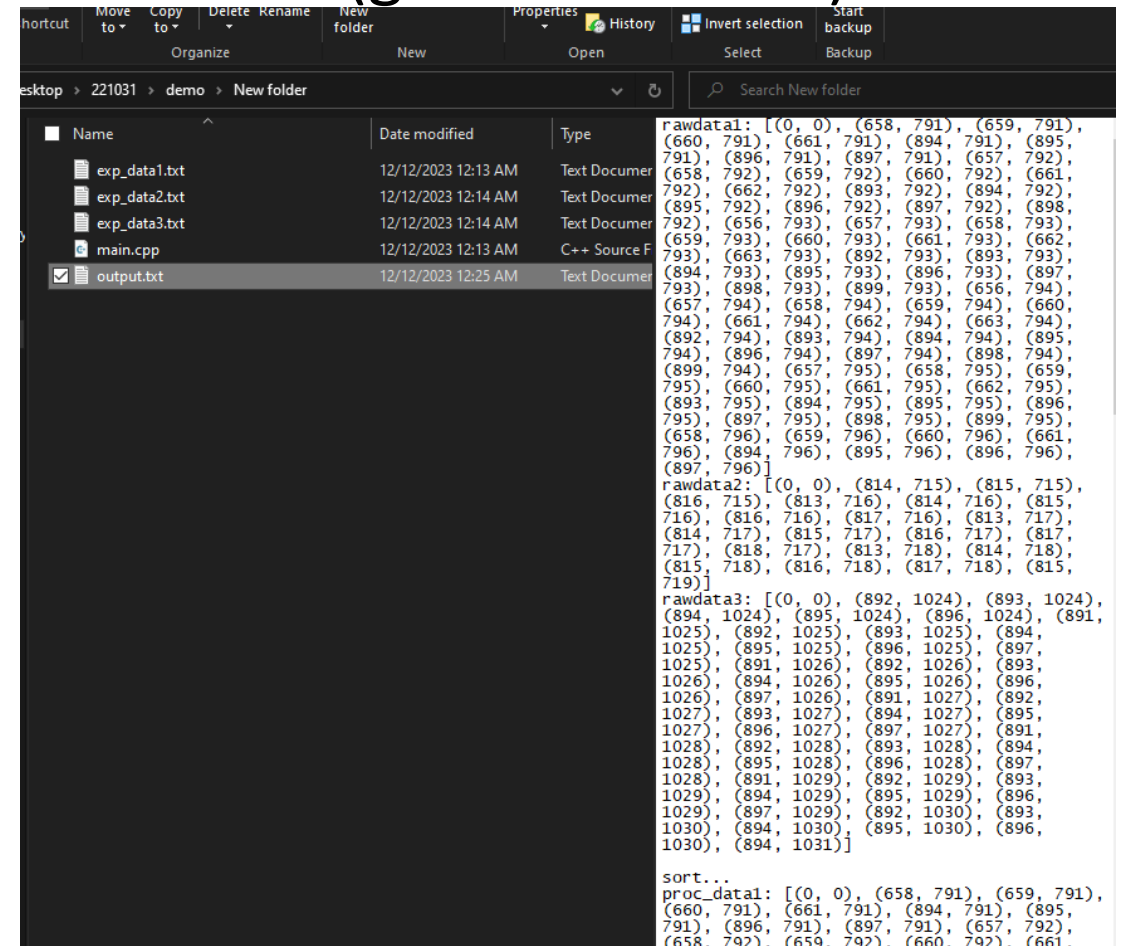 hortcut
Move to
Copy to
Delete
Rename
New folder
Properties
History
Invert selection
Start backup
Organize
New
Open
Select
Backup
esktop › 221031 › demo › New folder
Search New folder
Name
Date modified
Type
exp_data1.txt 12/12/2023 12:13 AM Text Documen
exp_data2.txt 12/12/2023 12:14 AM Text Documen
exp_data3.txt 12/12/2023 12:14 AM Text Documen
main.cpp 12/12/2023 12:13 AM C++ Source F
output.txt 12/12/2023 12:25 AM Text Documen
rawdata1: [(0, 0), (658, 791), (659, 791),
(660, 791), (661, 791), (894, 791), (895,
791), (896, 791), (897, 791), (657, 792),
(658, 792), (659, 792), (660, 792), (661,
792), (662, 792), (893, 792), (894, 792),
(895, 792), (896, 792), (897, 792), (898,
792), (656, 793), (657, 793), (658, 793),
(659, 793), (660, 793), (661, 793), (662,
793), (663, 793), (892, 793), (893, 793),
(894, 793), (895, 793), (896, 793), (897,
793), (898, 793), (899, 793), (656, 794),
(657, 794), (658, 794), (659, 794), (660,
794), (661, 794), (662, 794), (663, 794),
(892, 794), (893, 794), (894, 794), (895,
794), (896, 794), (897, 794), (898, 794),
(899, 794), (657, 795), (658, 795), (659,
795), (660, 795), (661, 795), (662, 795),
(893, 795), (894, 795), (895, 795), (896,
795), (897, 795), (898, 795), (899, 795),
(658, 796), (659, 796), (660, 796), (661,
796), (894, 796), (895, 796), (896, 796),
(897, 796)]
rawdata2: [(0, 0), (814, 715), (815, 715),
(816, 715), (813, 716), (814, 716), (815,
716), (816, 716), (817, 716), (813, 717),
(814, 717), (815, 717), (816, 717), (817,
717), (818, 717), (813, 718), (814, 718),
(815, 718), (816, 718), (817, 718), (815,
719)]
rawdata3: [(0, 0), (892, 1024), (893, 1024),
(894, 1024), (895, 1024), (896, 1024), (891,
1025), (892, 1025), (893, 1025), (894,
1025), (895, 1025), (896, 1025), (897,
1025), (891, 1026), (892, 1026), (893,
1026), (894, 1026), (895, 1026), (896,
1026), (897, 1026), (891, 1027), (892,
1027), (893, 1027), (894, 1027), (895,
1027), (896, 1027), (897, 1027), (891,
1028), (892, 1028), (893, 1028), (894,
1028), (895, 1028), (896, 1028), (897,
1028), (891, 1029), (892, 1029), (893,
1029), (894, 1029), (895, 1029), (896,
1029), (897, 1029), (892, 1030), (893,
1030), (894, 1030), (895, 1030), (896,
1030), (894, 1031)]
sort...
proc_data1: [(0, 0), (658, 791), (659, 791),
(660, 791), (661, 791), (894, 791), (895,
791), (896, 791), (897, 791), (657, 792),
(658, 792), (659, 792), (660, 792), (661,